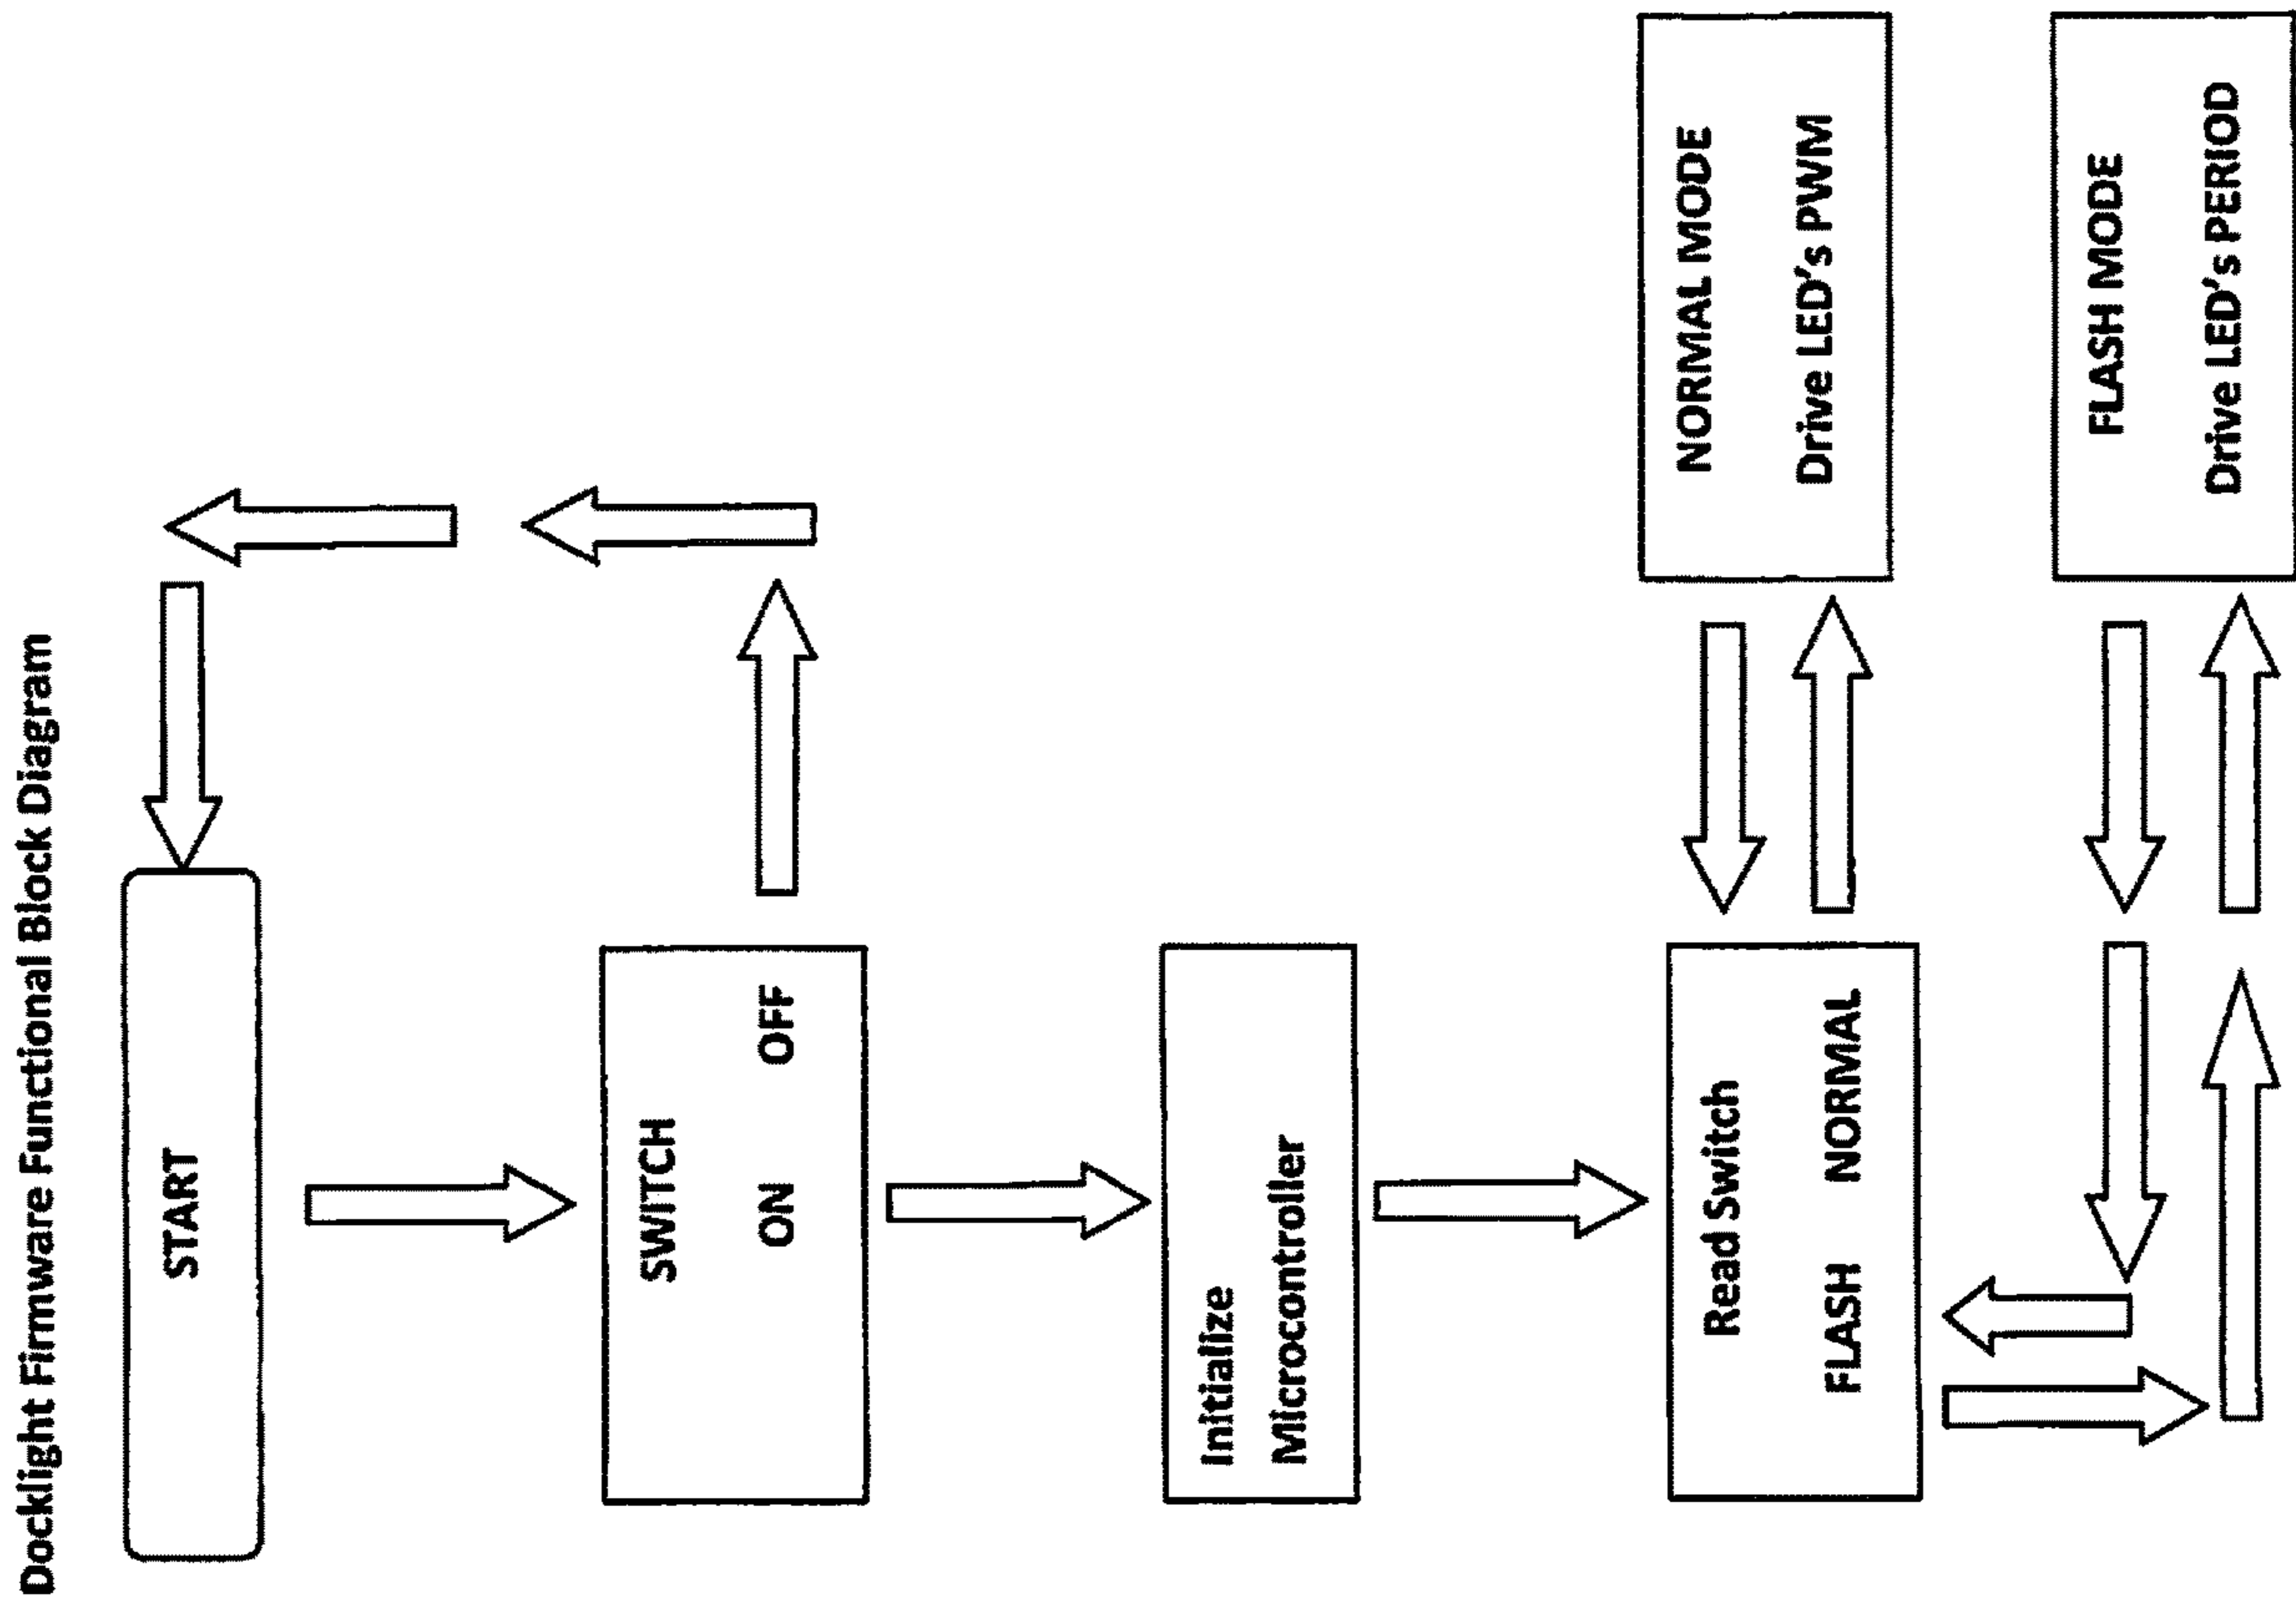 Docklight Firmware Functional Block Diagram
START
SWITCH
ON OFF
Initialize
Microcontroller
Read Switch
FLASH NORMAL
NORMAL MODE
Drive LED's PWM
FLASH MODE
Drive LED's PERIOD